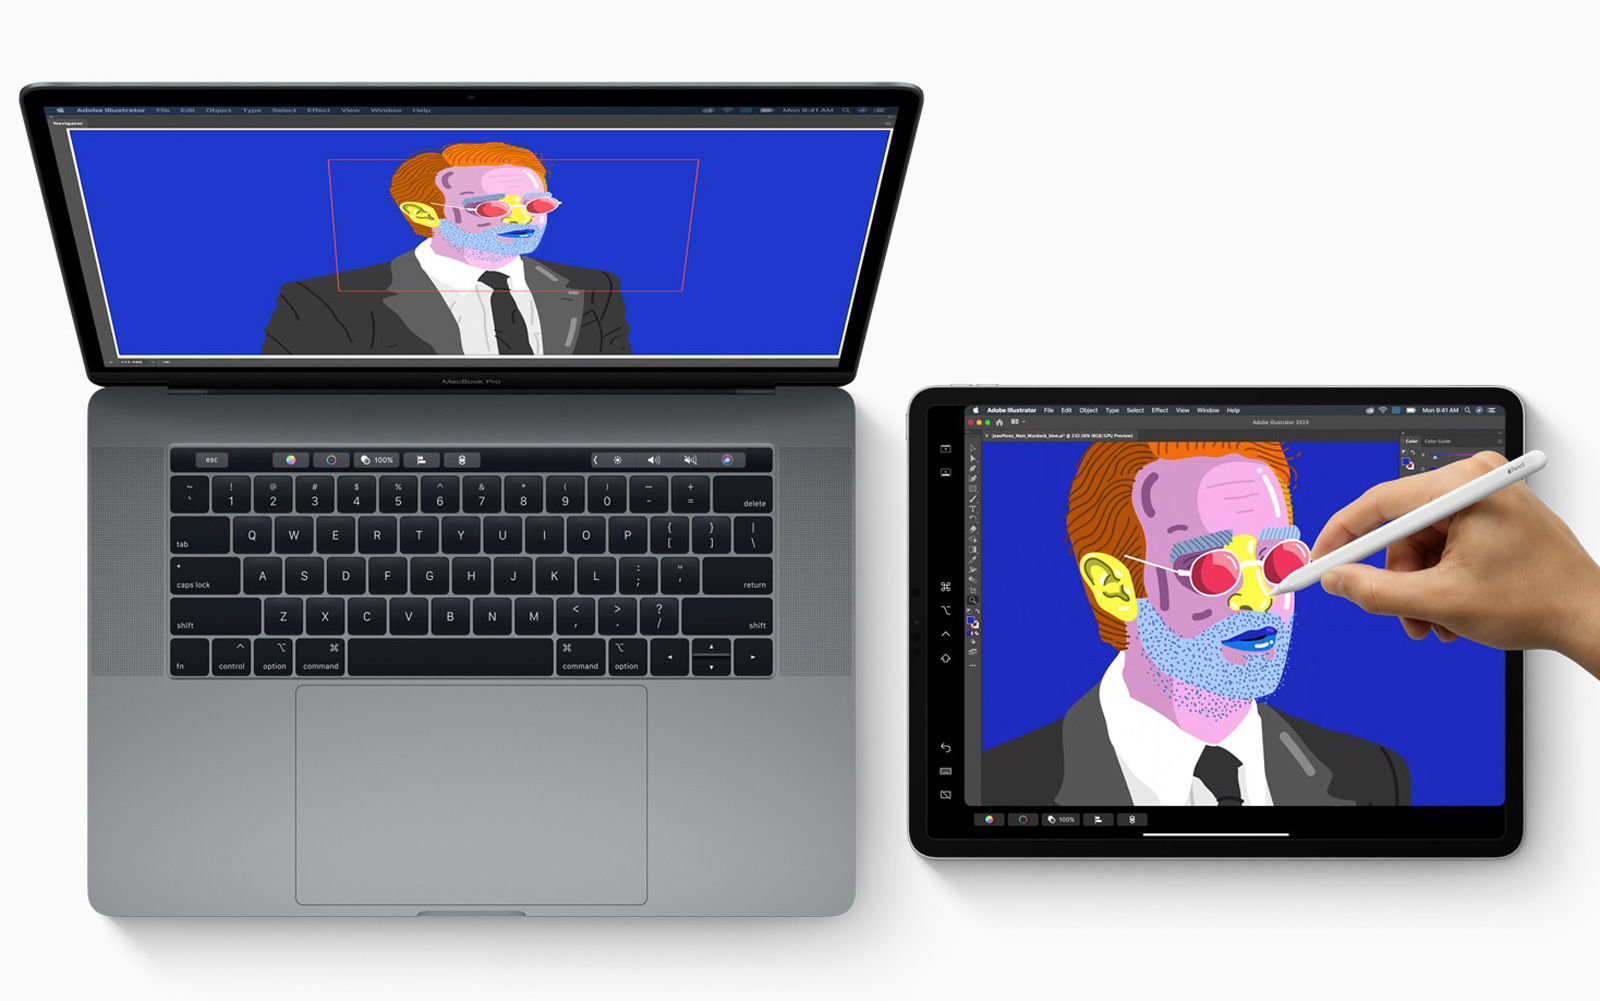 Adobe Illustrator File Edit Object Type Select Effect View Window Help Mon 9:41 AM
Navigator
MacBook Pro
esc 100%
~ ` ! 1 @ 2 # 3 $ 4 % 5 ^ 6 & 7 * 8 ( 9 ) 0 _ - + = delete
tab Q W E R T Y U I O P { [ } ] | \
caps lock A S D F G H J K L : ; " ' return
shift Z X C V B N M < , > . ? / shift
fn control option command command option
Adobe Illustrator File Edit Object Type Select Effect View Window Help Mon 9:41 AM
Adobe Illustrator 2019
JoanPeres_Matt_Murdock_blue.ai* @ 232.56% (RGB/GPU Preview)
Color Color Guide
R
G
Pencil
100%